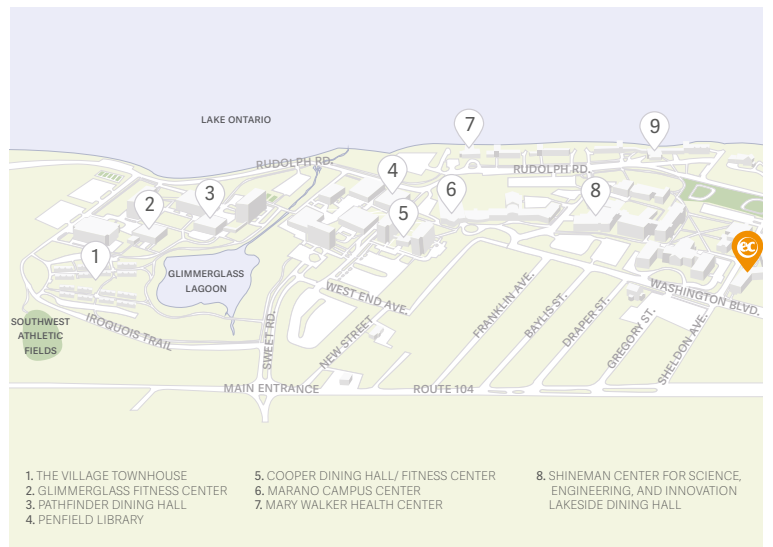 LAKE ONTARIO
7
9
RUDOLPH RD.
RUDOLPH RD.
4
3
6
8
2
5
1
ec
GLIMMERGLASS
LAGOON
WEST END AVE.
WASHINGTON BLVD.
SOUTHWEST
ATHLETIC
FIELDS
IROQUOIS TRAIL
SWEET RD.
NEW STREET
FRANKLIN AVE.
BAYLIS ST.
DRAPER ST.
GREGORY ST.
SHELDON AVE.
MAIN ENTRANCE
ROUTE 104
1. THE VILLAGE TOWNHOUSE
2. GLIMMERGLASS FITNESS CENTER
3. PATHFINDER DINING HALL
4. PENFIELD LIBRARY
5. COOPER DINING HALL/ FITNESS CENTER
6. MARANO CAMPUS CENTER
7. MARY WALKER HEALTH CENTER
8. SHINEMAN CENTER FOR SCIENCE,
ENGINEERING, AND INNOVATION
LAKESIDE DINING HALL